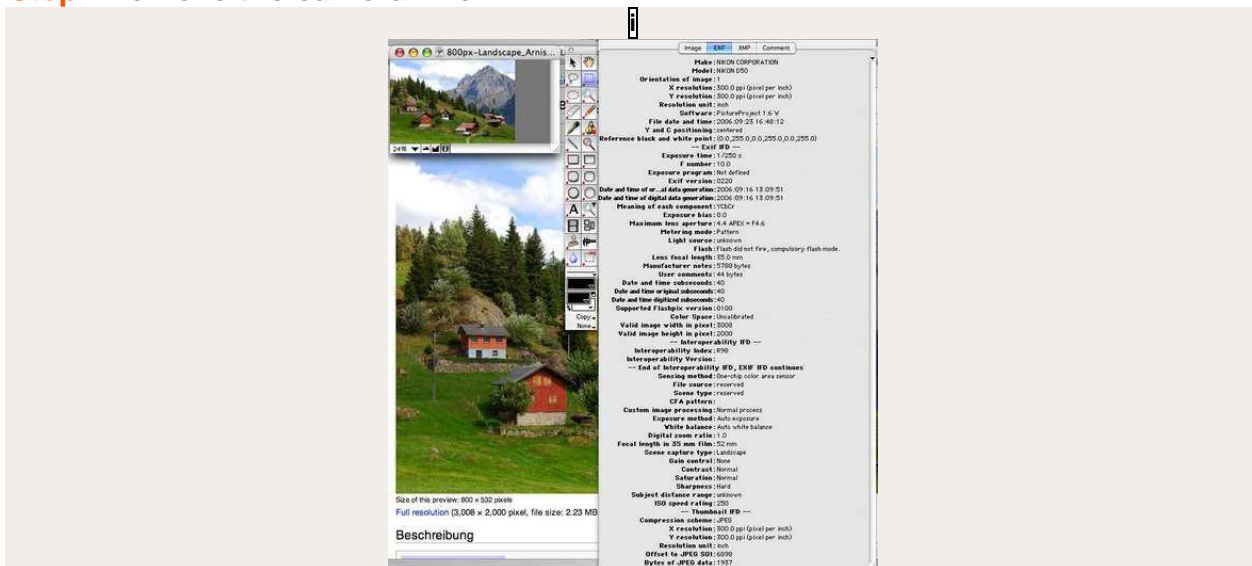 i
800px-Landscape_Arnis...
24%
A
Copy
None
Size of this preview: 800 × 532 pixels
Full resolution (3,008 × 2,000 pixel, file size: 2.23 MB
Beschreibung
Image EXIF XMP Comment
Make: NIKON CORPORATION
Model: NIKON D50
Orientation of image: 1
X resolution: 300.0 ppi (pixel per inch)
Y resolution: 300.0 ppi (pixel per inch)
Resolution unit: inch
Software: PictureProject 1.6 W
File date and time: 2006:09:23 16:48:12
Y and C positioning: centered
Reference black and white point: (0.0,255.0,0.0,255.0,0.0,255.0)
-- Exif IFD --
Exposure time: 1/250 s
F number: 10.0
Exposure program: Not defined
Exif version: 0220
Date and time of or...al data generation: 2006:09:16 13:09:51
Date and time of digital data generation: 2006:09:16 13:09:51
Meaning of each component: YCbCr
Exposure bias: 0.0
Maximum lens aperture: 4.4 APEX = F4.6
Metering mode: Pattern
Light source: unknown
Flash: Flash did not fire, compulsory flash mode.
Lens focal length: 35.0 mm
Manufacturer notes: 5788 bytes
User comments: 44 bytes
Date and time subseconds: 40
Date and time original subseconds: 40
Date and time digitized subseconds: 40
Supported Flashpix version: 0100
Color Space: Uncalibrated
Valid image width in pixel: 3008
Valid image height in pixel: 2000
-- Interoperability IFD --
Interoperability Index: R98
Interoperability Version:
-- End of Interoperability IFD, EXIF IFD continues
Sensing method: One-chip color area sensor
File source: reserved
Scene type: reserved
CFA pattern:
Custom image processing: Normal process
Exposure method: Auto exposure
White balance: Auto white balance
Digital zoom ratio: 1.0
Focal length in 35 mm film: 52 mm
Scene capture type: Landscape
Gain control: None
Contrast: Normal
Saturation: Normal
Sharpness: Hard
Subject distance range: unknown
ISO speed rating: 250
-- Thumbnail IFD --
Compression scheme: JPEG
X resolution: 300.0 ppi (pixel per inch)
Y resolution: 300.0 ppi (pixel per inch)
Resolution unit: inch
Offset to JPEG SOI: 6898
Bytes of JPEG data: 1937